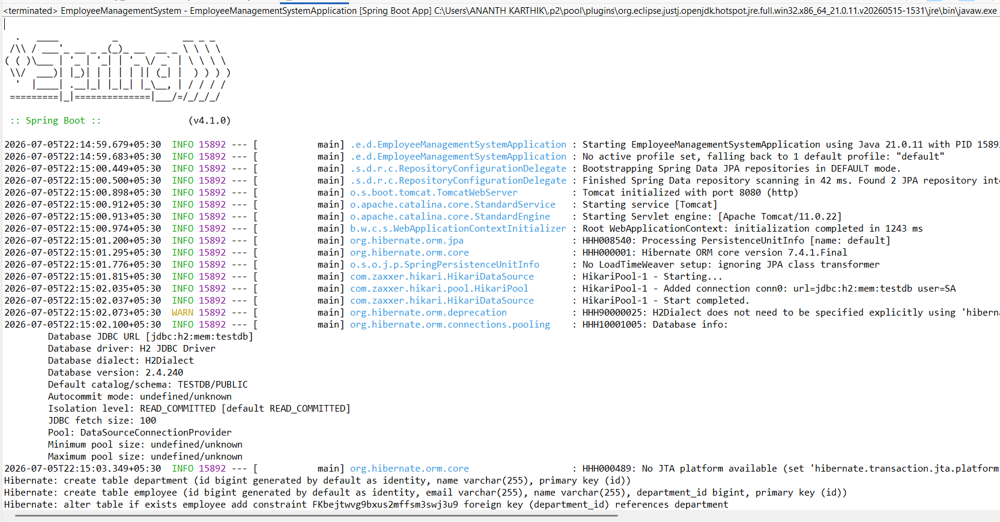 <terminated> EmployeeManagementSystem - EmployeeManagementSystemApplication [Spring Boot App] C:\Users\ANANTH KARTHIK\.p2\pool\plugins\org.eclipse.justj.openjdk.hotspot.jre.full.win32.x86_64_21.0.11.v20260515-1531\jre\bin\javaw.exe
  .   ____          _            __ _ _
 /\\ / ___'_ __ _ _(_)_ __  __ _ \ \ \ \
( ( )\___ | '_ | '_| | '_ \/ _` | \ \ \ \
 \\/  ___)| |_)| | | | | || (_| |  ) ) ) )
  '  |____| .__|_| |_|_| |_\__, | / / / /
 =========|_|==============|___/=/_/_/_/
 :: Spring Boot ::                (v4.1.0)
2026-07-05T22:14:59.679+05:30  INFO 15892 --- [           main] .e.d.EmployeeManagementSystemApplication : Starting EmployeeManagementSystemApplication using Java 21.0.11 with PID 15892
2026-07-05T22:14:59.683+05:30  INFO 15892 --- [           main] .e.d.EmployeeManagementSystemApplication : No active profile set, falling back to 1 default profile: "default"
2026-07-05T22:15:00.449+05:30  INFO 15892 --- [           main] .s.d.r.c.RepositoryConfigurationDelegate : Bootstrapping Spring Data JPA repositories in DEFAULT mode.
2026-07-05T22:15:00.500+05:30  INFO 15892 --- [           main] .s.d.r.c.RepositoryConfigurationDelegate : Finished Spring Data repository scanning in 42 ms. Found 2 JPA repository inte
2026-07-05T22:15:00.898+05:30  INFO 15892 --- [           main] o.s.boot.tomcat.TomcatWebServer          : Tomcat initialized with port 8080 (http)
2026-07-05T22:15:00.912+05:30  INFO 15892 --- [           main] o.apache.catalina.core.StandardService   : Starting service [Tomcat]
2026-07-05T22:15:00.913+05:30  INFO 15892 --- [           main] o.apache.catalina.core.StandardEngine    : Starting Servlet engine: [Apache Tomcat/11.0.22]
2026-07-05T22:15:00.974+05:30  INFO 15892 --- [           main] b.w.c.s.WebApplicationContextInitializer : Root WebApplicationContext: initialization completed in 1243 ms
2026-07-05T22:15:01.200+05:30  INFO 15892 --- [           main] org.hibernate.orm.jpa                    : HHH008540: Processing PersistenceUnitInfo [name: default]
2026-07-05T22:15:01.295+05:30  INFO 15892 --- [           main] org.hibernate.orm.core                   : HHH000001: Hibernate ORM core version 7.4.1.Final
2026-07-05T22:15:01.776+05:30  INFO 15892 --- [           main] o.s.o.j.p.SpringPersistenceUnitInfo      : No LoadTimeWeaver setup: ignoring JPA class transformer
2026-07-05T22:15:01.815+05:30  INFO 15892 --- [           main] com.zaxxer.hikari.HikariDataSource       : HikariPool-1 - Starting...
2026-07-05T22:15:02.035+05:30  INFO 15892 --- [           main] com.zaxxer.hikari.pool.HikariPool        : HikariPool-1 - Added connection conn0: url=jdbc:h2:mem:testdb user=SA
2026-07-05T22:15:02.037+05:30  INFO 15892 --- [           main] com.zaxxer.hikari.HikariDataSource       : HikariPool-1 - Start completed.
2026-07-05T22:15:02.073+05:30  WARN 15892 --- [           main] org.hibernate.orm.deprecation            : HHH90000025: H2Dialect does not need to be specified explicitly using 'hiberna
2026-07-05T22:15:02.100+05:30  INFO 15892 --- [           main] org.hibernate.orm.connections.pooling    : HHH10001005: Database info:
        Database JDBC URL [jdbc:h2:mem:testdb]
        Database driver: H2 JDBC Driver
        Database dialect: H2Dialect
        Database version: 2.4.240
        Default catalog/schema: TESTDB/PUBLIC
        Autocommit mode: undefined/unknown
        Isolation level: READ_COMMITTED [default READ_COMMITTED]
        JDBC fetch size: 100
        Pool: DataSourceConnectionProvider
        Minimum pool size: undefined/unknown
        Maximum pool size: undefined/unknown
2026-07-05T22:15:03.349+05:30  INFO 15892 --- [           main] org.hibernate.orm.core                   : HHH000489: No JTA platform available (set 'hibernate.transaction.jta.platform
Hibernate: create table department (id bigint generated by default as identity, name varchar(255), primary key (id))
Hibernate: create table employee (id bigint generated by default as identity, email varchar(255), name varchar(255), department_id bigint, primary key (id))
Hibernate: alter table if exists employee add constraint FKbejtwvg9bxus2mffsm3swj3u9 foreign key (department_id) references department